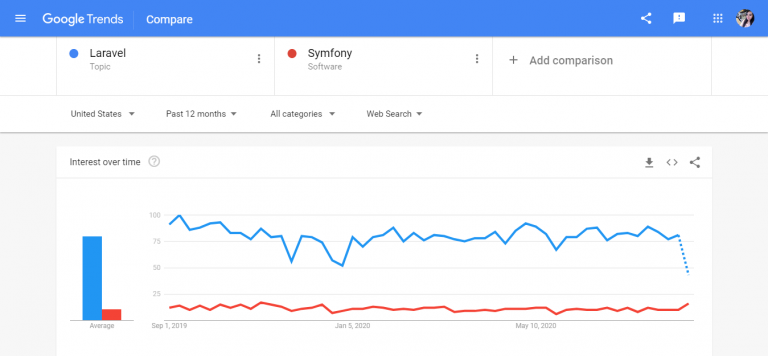 Google Trends Compare
Laravel
Topic
Symfony
Software
+ Add comparison
United States Past 12 months All categories Web Search
Interest over time ?
100
75
50
25
Average
Sep 1, 2019 Jan 5, 2020 May 10, 2020